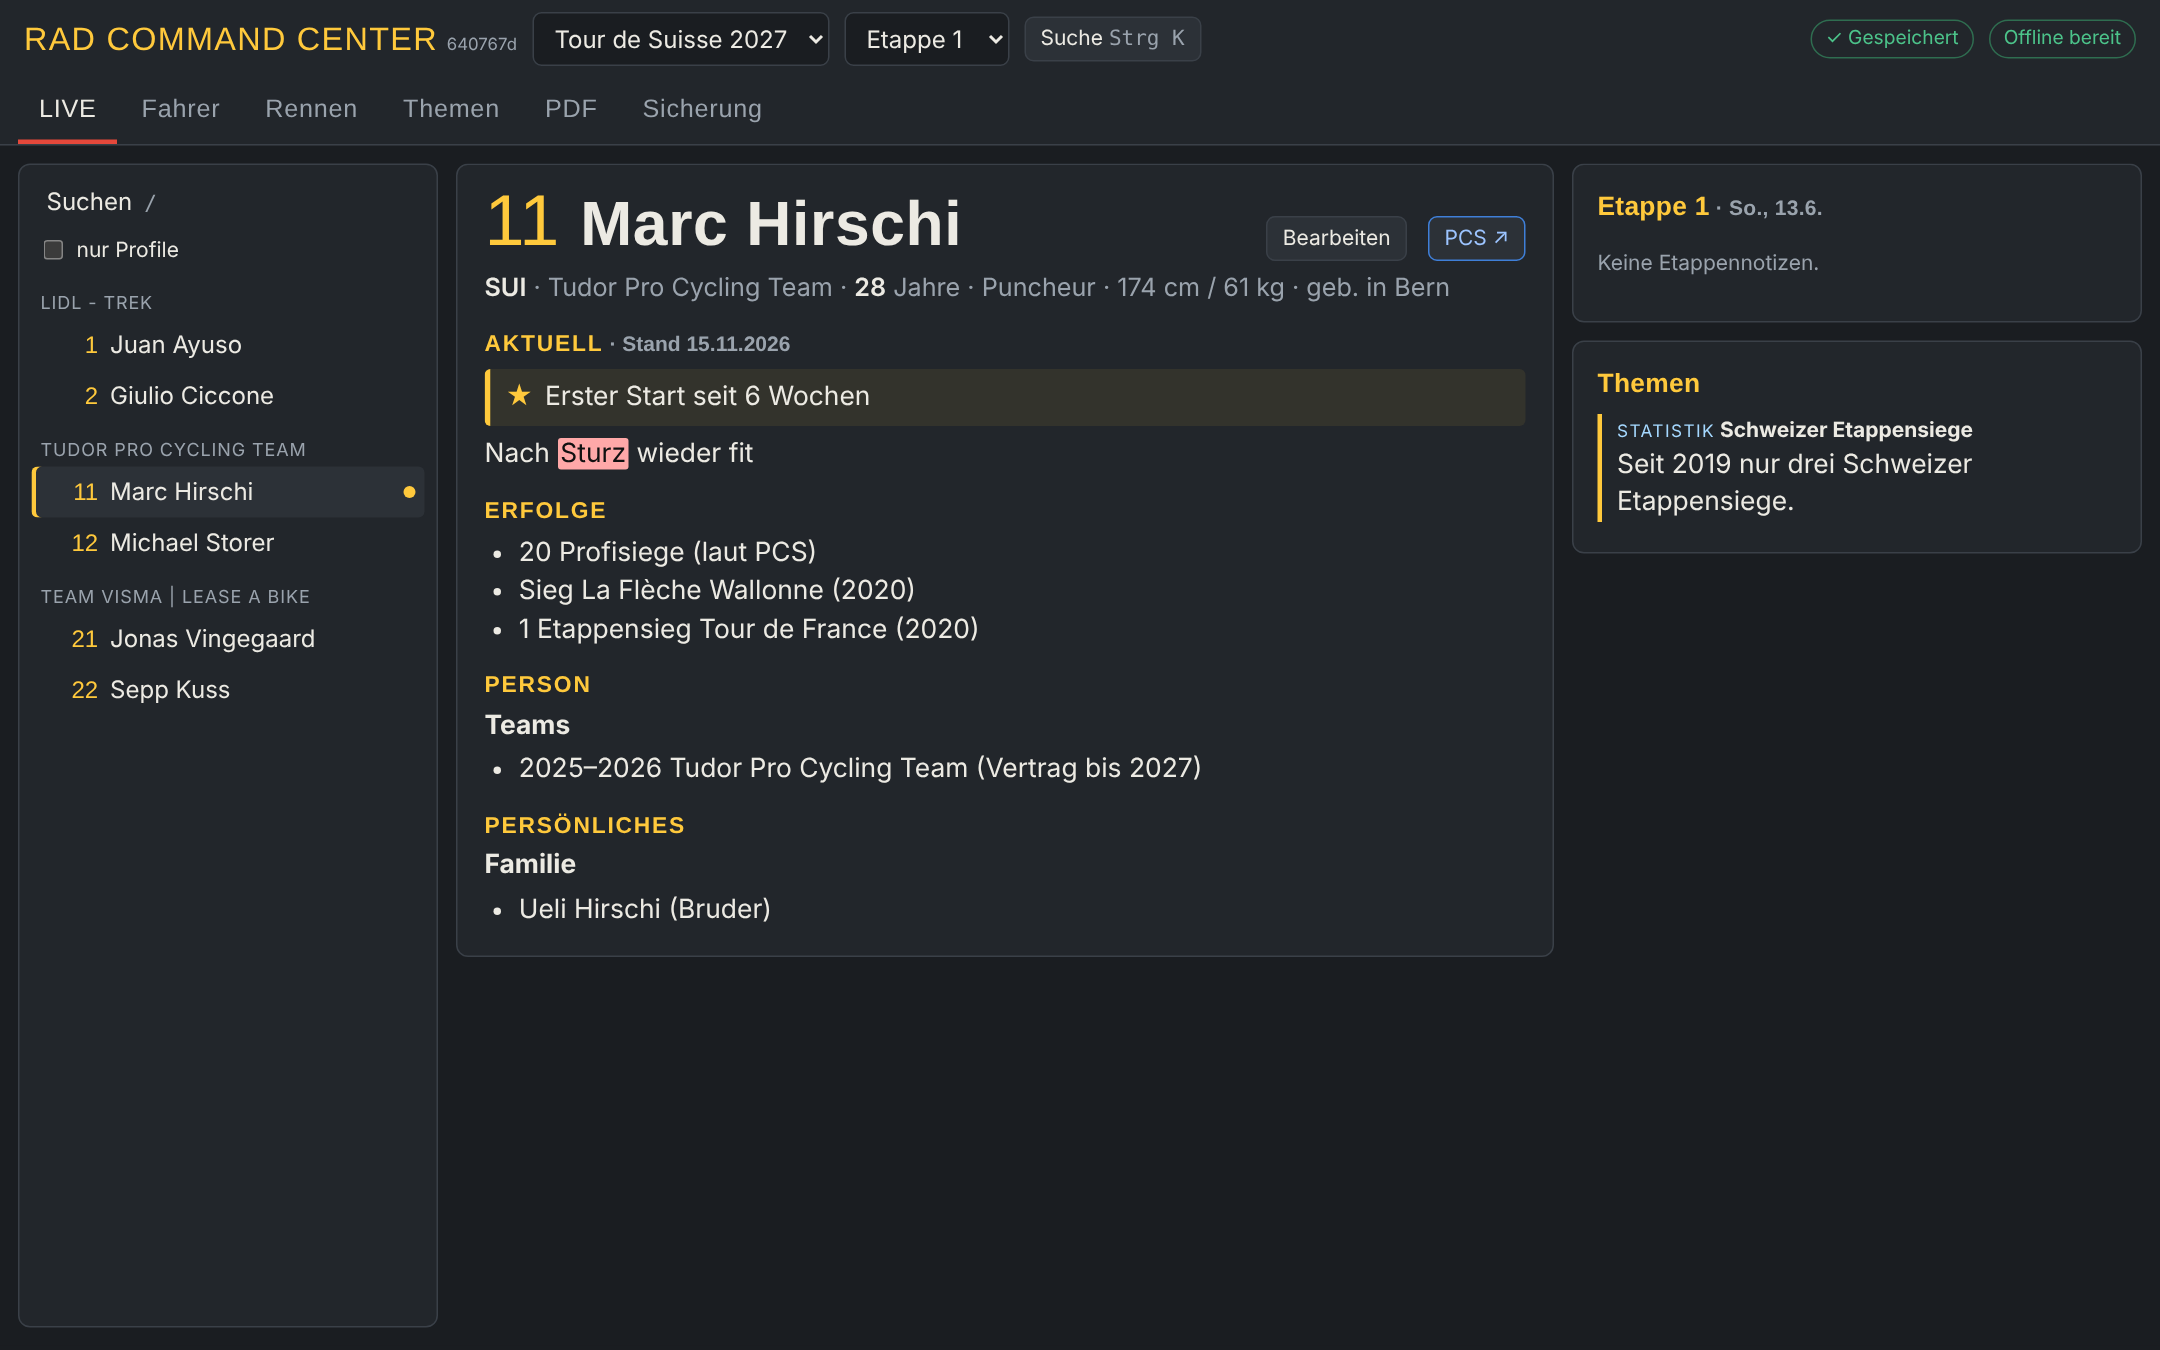 RAD COMMAND CENTER 640767d Tour de Suisse 2027 Etappe 1 Suche Strg K ✓ Gespeichert Offline bereit
LIVE Fahrer Rennen Themen PDF Sicherung
Suchen /
nur Profile
LIDL - TREK
1 Juan Ayuso
2 Giulio Ciccone
TUDOR PRO CYCLING TEAM
11 Marc Hirschi
12 Michael Storer
TEAM VISMA | LEASE A BIKE
21 Jonas Vingegaard
22 Sepp Kuss
11 Marc Hirschi Bearbeiten PCS ↗
SUI · Tudor Pro Cycling Team · 28 Jahre · Puncheur · 174 cm / 61 kg · geb. in Bern
AKTUELL · Stand 15.11.2026
★ Erster Start seit 6 Wochen
Nach Sturz wieder fit
ERFOLGE
• 20 Profisiege (laut PCS)
• Sieg La Flèche Wallonne (2020)
• 1 Etappensieg Tour de France (2020)
PERSON
Teams
• 2025–2026 Tudor Pro Cycling Team (Vertrag bis 2027)
PERSÖNLICHES
Familie
• Ueli Hirschi (Bruder)
Etappe 1 · So., 13.6.
Keine Etappennotizen.
Themen
STATISTIK Schweizer Etappensiege
Seit 2019 nur drei Schweizer
Etappensiege.